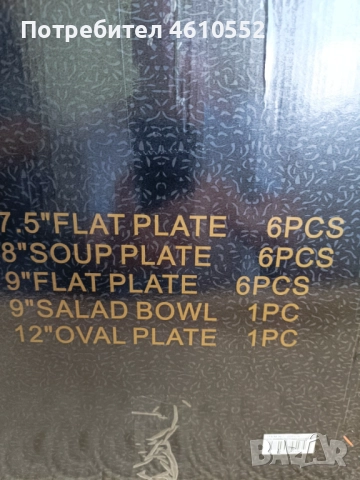 Потребител 4610552
7.5"FLAT PLATE 6PCS
8"SOUP PLATE 6PCS
9"FLAT PLATE 6PCS
9"SALAD BOWL 1PC
12"OVAL PLATE 1PC
BAZAR